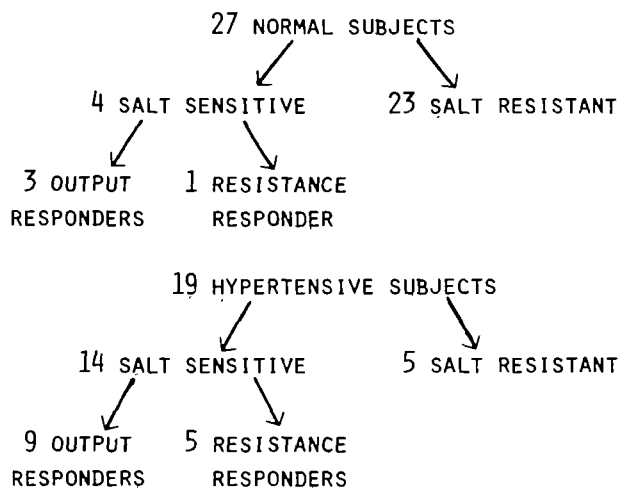 27 NORMAL SUBJECTS
4 SALT SENSITIVE 23 SALT RESISTANT
3 OUTPUT 1 RESISTANCE
RESPONDERS RESPONDER
19 HYPERTENSIVE SUBJECTS
14 SALT SENSITIVE 5 SALT RESISTANT
9 OUTPUT 5 RESISTANCE
RESPONDERS RESPONDERS